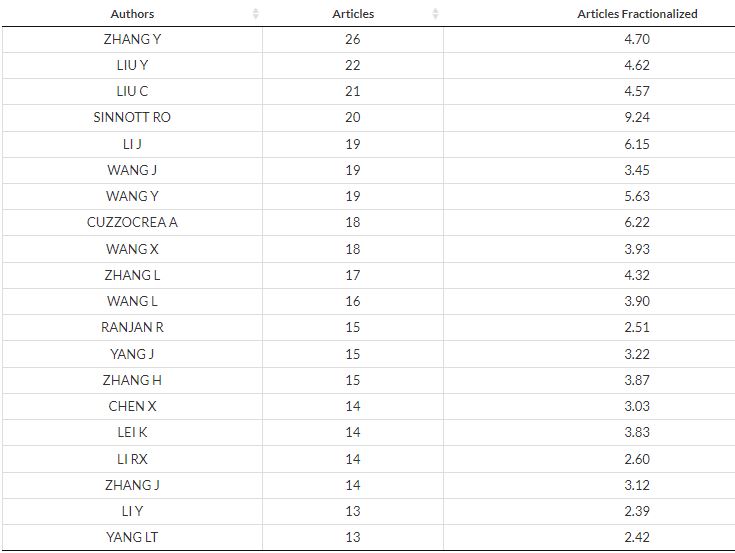 Authors Articles Articles Fractionalized
ZHANG Y 26 4.70
LIU Y 22 4.62
LIU C 21 4.57
SINNOTT RO 20 9.24
LI J 19 6.15
WANG J 19 3.45
WANG Y 19 5.63
CUZZOCREA A 18 6.22
WANG X 18 3.93
ZHANG L 17 4.32
WANG L 16 3.90
RANJAN R 15 2.51
YANG J 15 3.22
ZHANG H 15 3.87
CHEN X 14 3.03
LEI K 14 3.83
LI RX 14 2.60
ZHANG J 14 3.12
LI Y 13 2.39
YANG LT 13 2.42